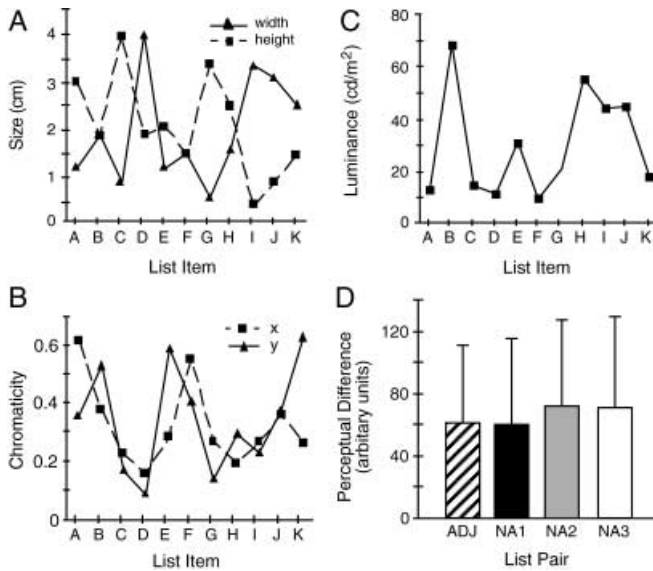 A
width
height
Size (cm)
4
3
2
1
0
A B C D E F G H I J K
List Item
C
Luminance (cd/m²)
80
60
40
20
0
A B C D E F G H I J K
List Item
B
x
y
Chromaticity
0.6
0.4
0.2
0
A B C D E F G H I J K
List Item
D
Perceptual Difference
(arbitary units)
120
80
40
0
ADJ NA1 NA2 NA3
List Pair